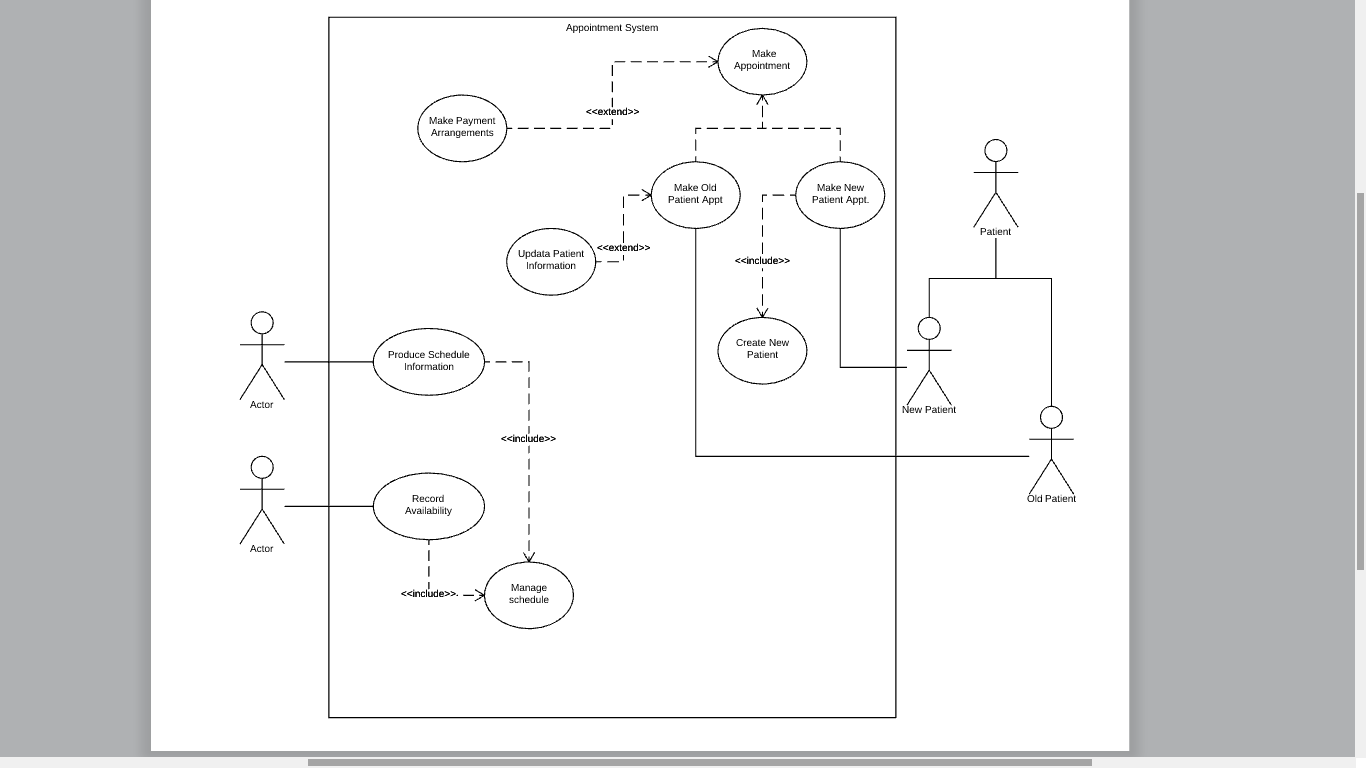 Appointment System
Make
Appointment
<<extend>>
Make Payment
Arrangements
Make Old
Patient Appt
Make New
Patient Appt.
Patient
<<extend>>
Updata Patient
Information
<<include>>
Create New
Patient
Produce Schedule
Information
Actor
New Patient
<<include>>
Record
Availability
Old Patient
Actor
<<include>>
Manage
schedule